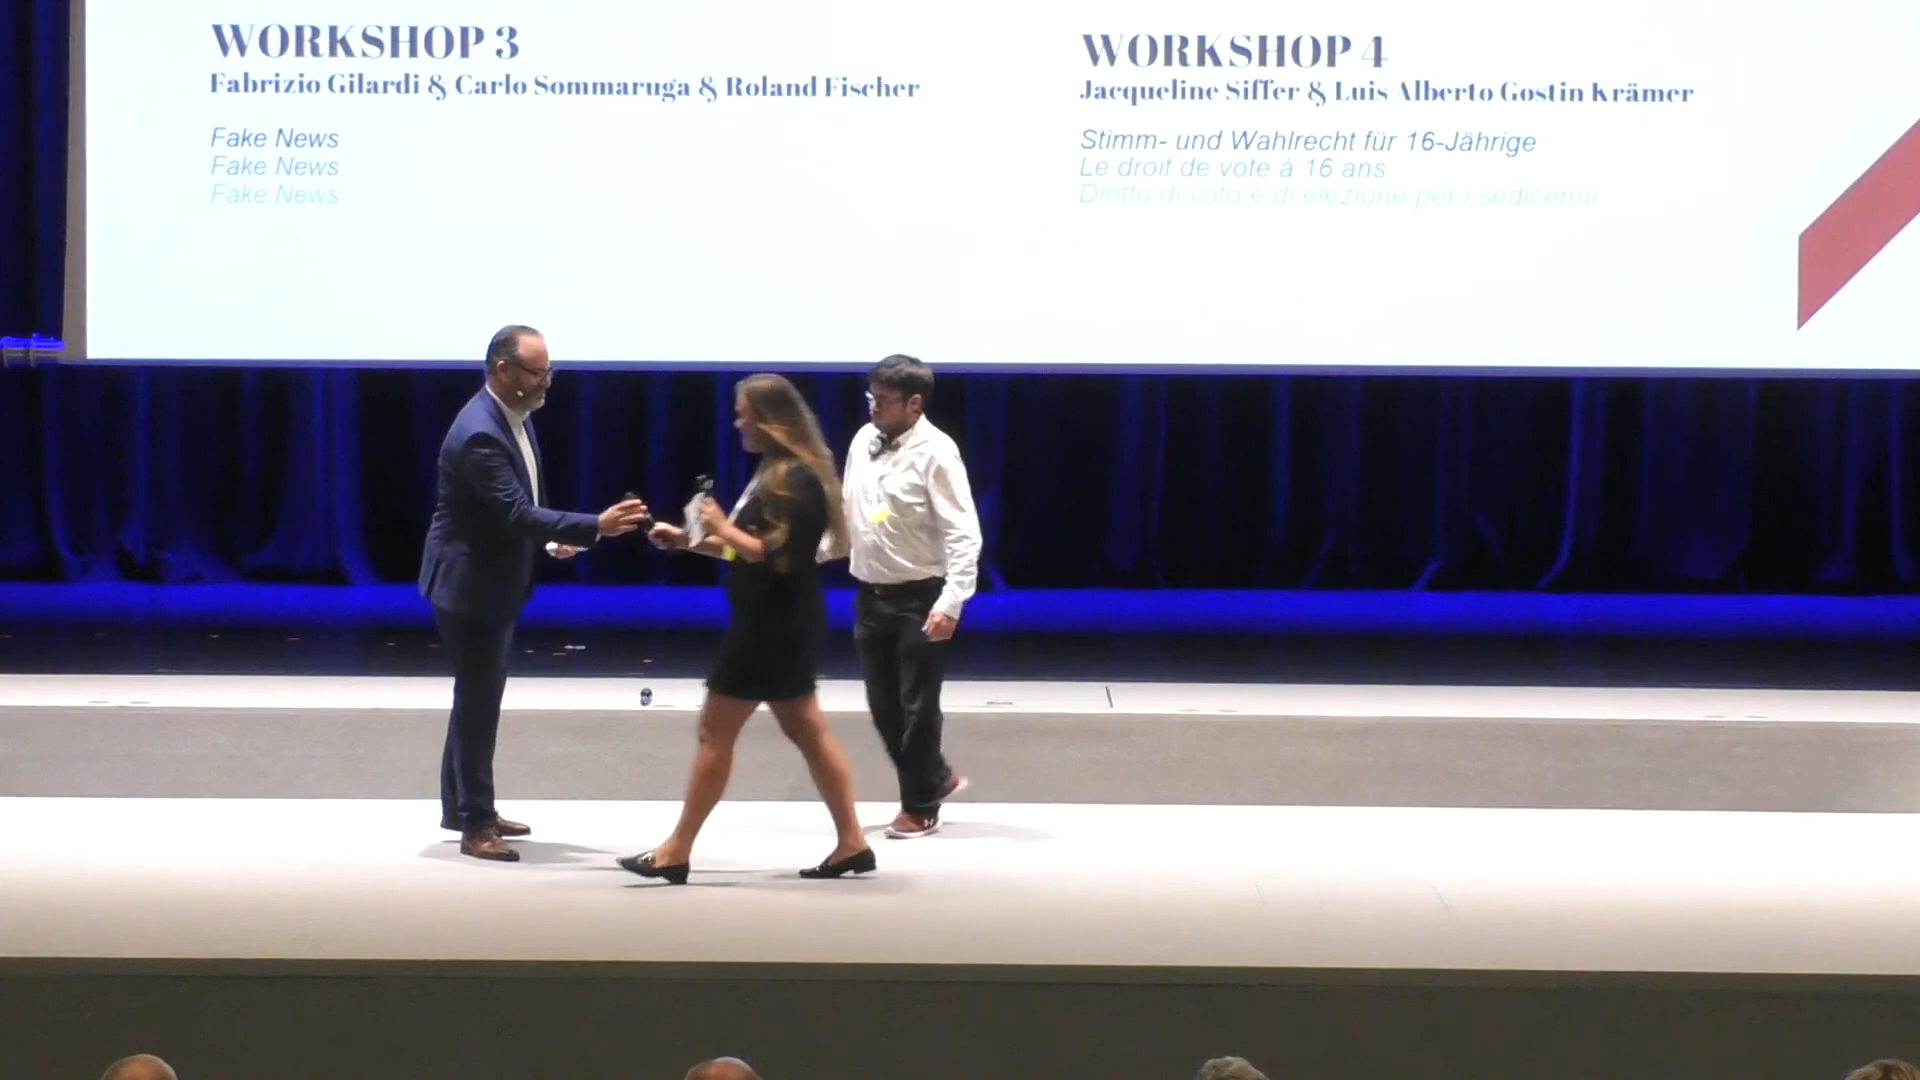 WORKSHOP 3
Fabrizio Gilardi & Carlo Sommaruga & Roland Fischer
Fake News
Fake News
Fake News
WORKSHOP 4
Jacqueline Siffer & Luis Alberto Gostin Krämer
Stimm- und Wahlrecht für 16-Jährige
Le droit de vote à 16 ans
Diritto di voto e di elezione per i sedicenni